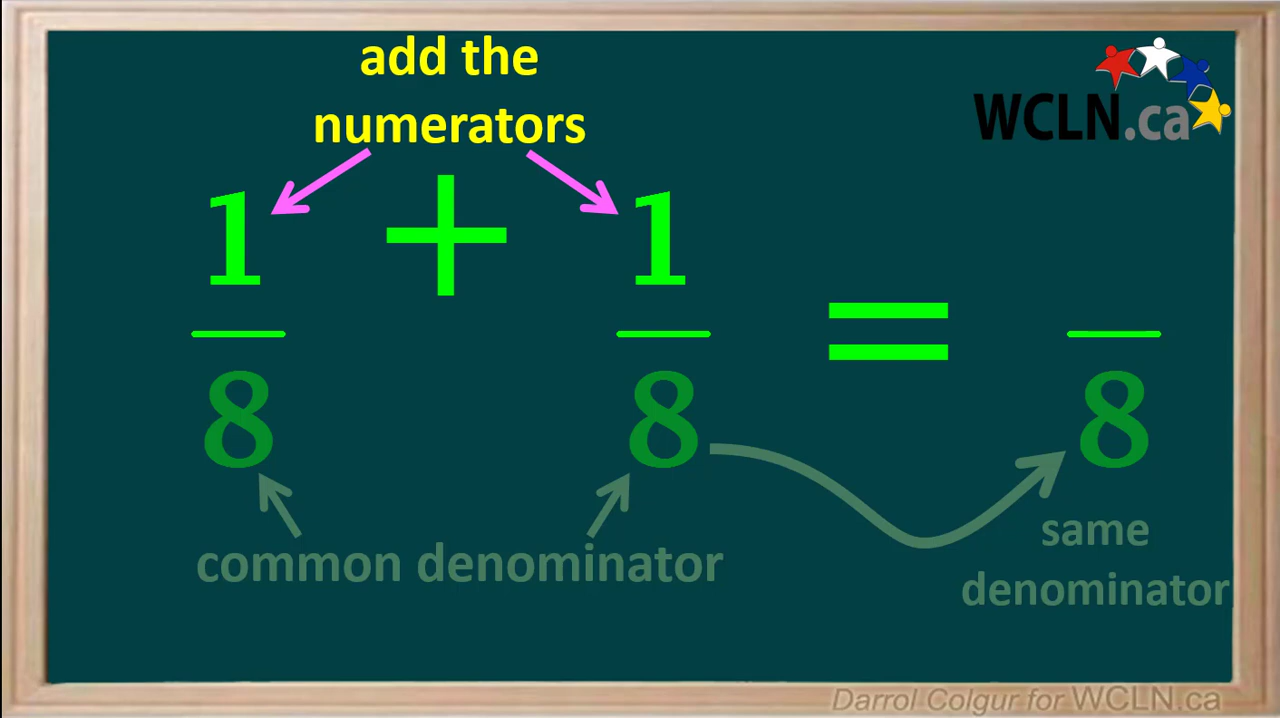 add the
numerators
WCLN.ca
1 + 1
8 8 = 8
common denominator
same
denominator
Darrol Colgur for WCLN.ca